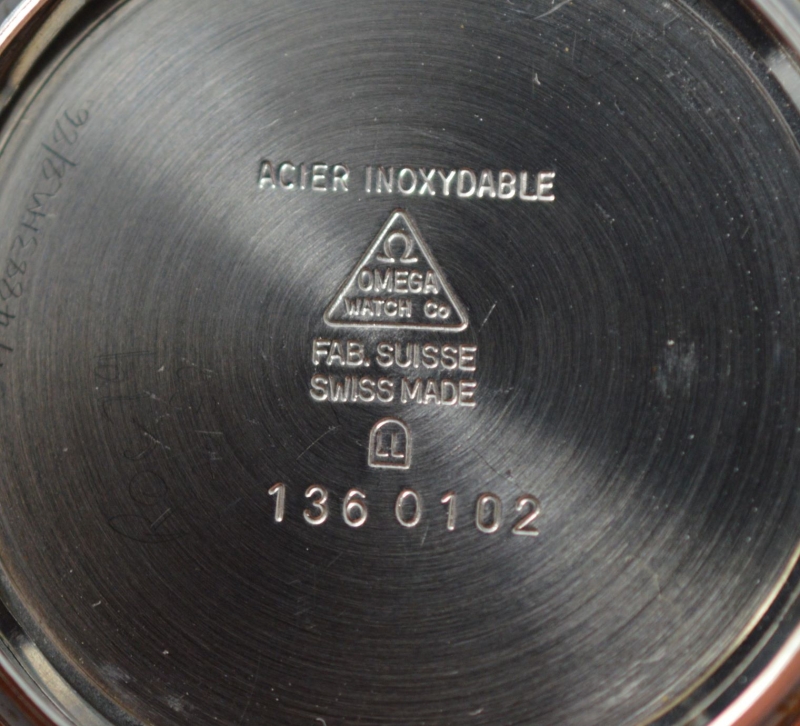 ACIER INOXYDABLE
Ω
OMEGA
WATCH Co
FAB. SUISSE
SWISS MADE
136 0102